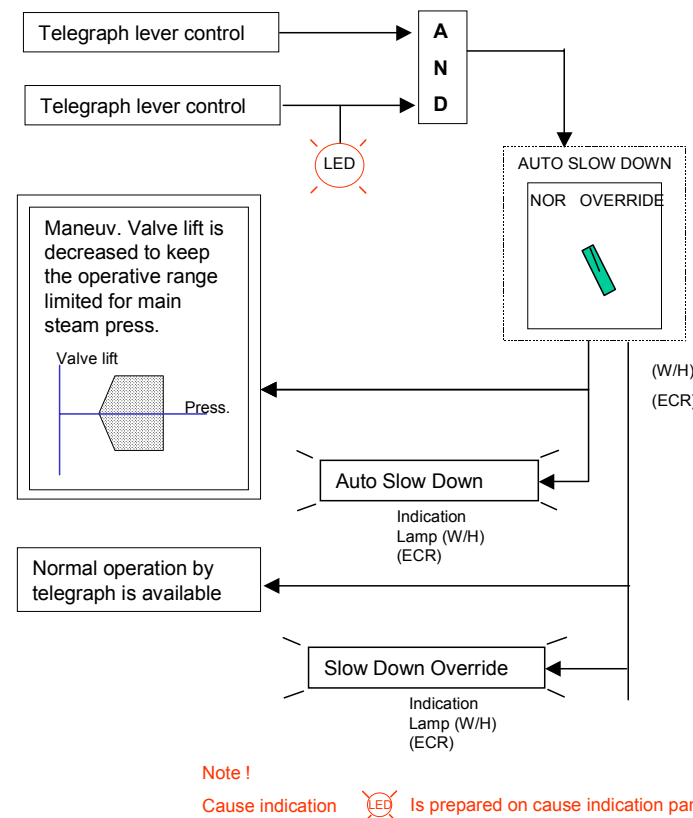 Telegraph lever control
A
N
D
Telegraph lever control
LED
AUTO SLOW DOWN
NOR OVERRIDE
Maneuv. Valve lift is
decreased to keep
the operative range
limited for main
steam press.
Valve lift
Press.
(W/H)
(ECR)
Auto Slow Down
Indication
Lamp (W/H)
(ECR)
Normal operation by
telegraph is available
Slow Down Override
Indication
Lamp (W/H)
(ECR)
Note !
Cause indication LED Is prepared on cause indication par